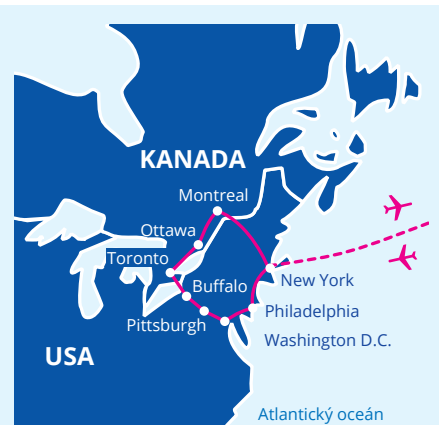 KANADA
Montreal
Ottawa
Toronto
Buffalo
New York
Pittsburgh
Philadelphia
Washington D.C.
USA
Atlantický oceán